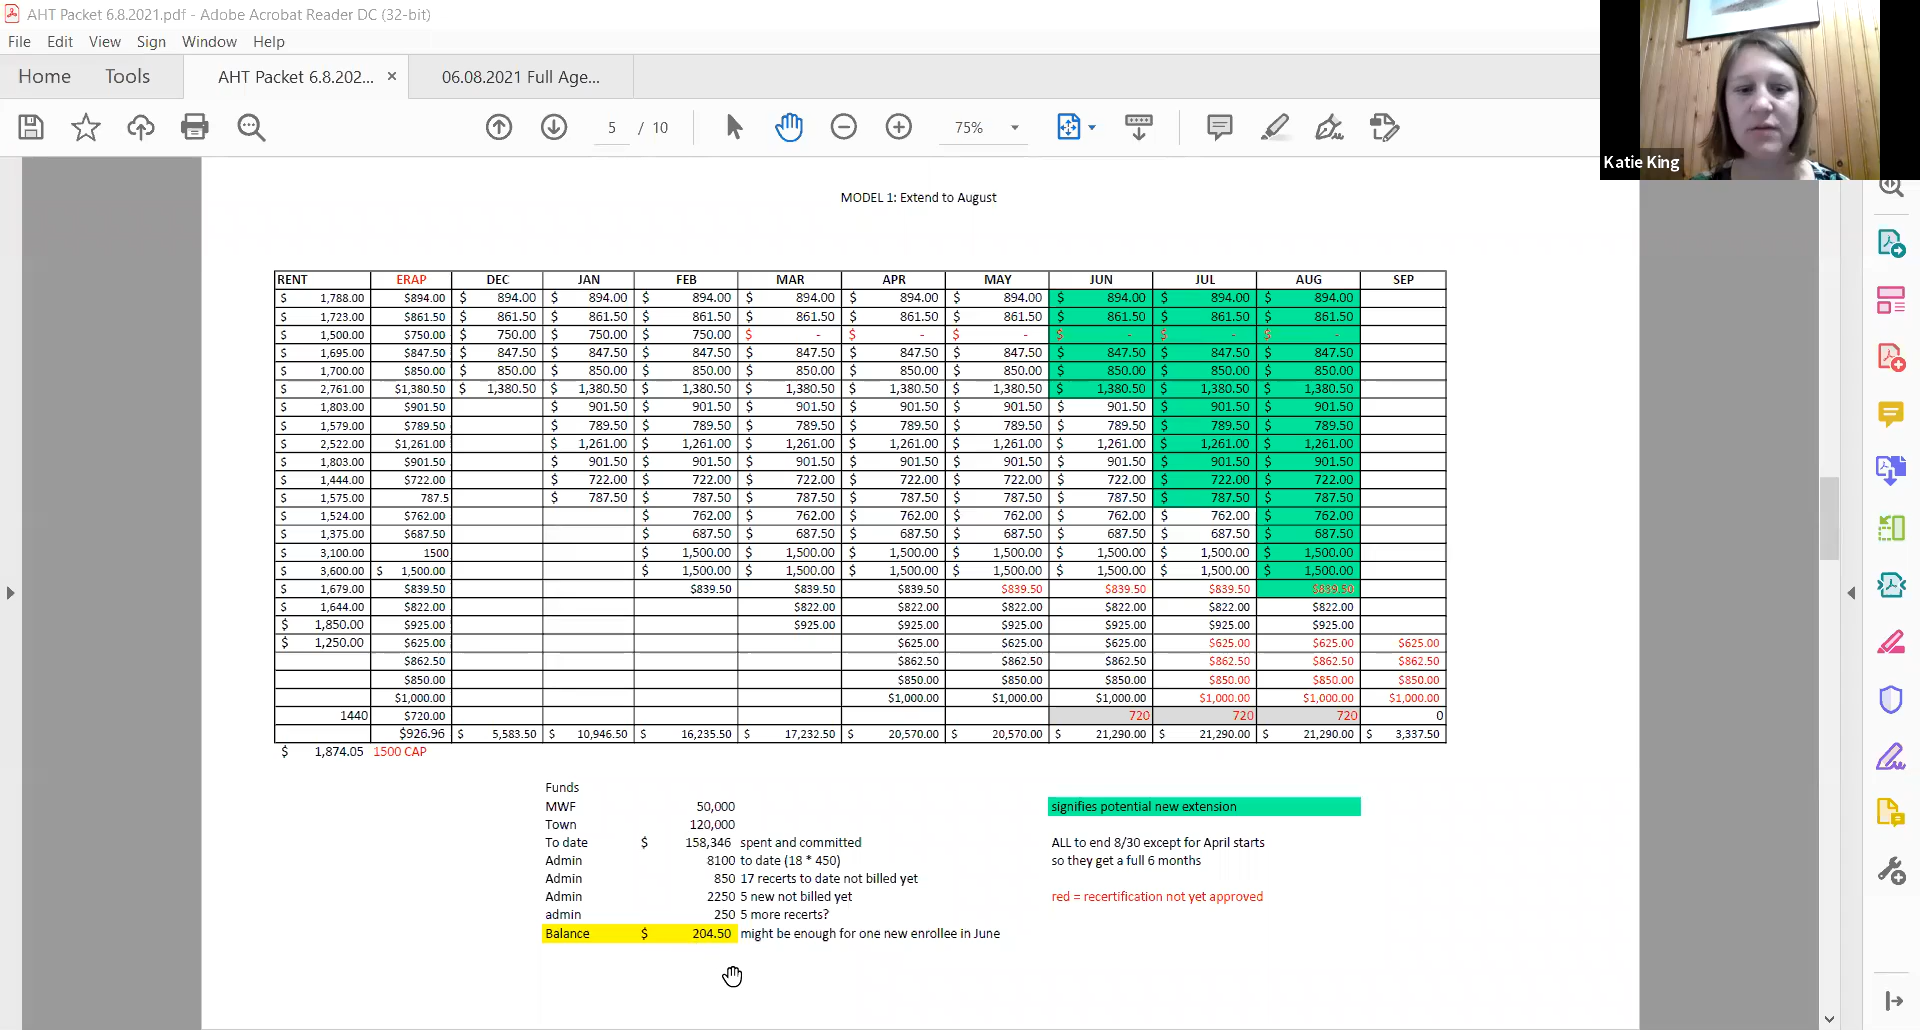 AHT Packet 6.8.2021.pdf - Adobe Acrobat Reader DC (32-bit)
File Edit View Sign Window Help
Home Tools AHT Packet 6.8.202... × 06.08.2021 Full Age...
5 / 10 75%
Katie King
MODEL 1: Extend to August
RENT ERAP DEC JAN FEB MAR APR MAY JUN JUL AUG SEP
$ 1,788.00 $894.00 $ 894.00 $ 894.00 $ 894.00 $ 894.00 $ 894.00 $ 894.00 $ 894.00 $ 894.00 $ 894.00
$ 1,723.00 $861.50 $ 861.50 $ 861.50 $ 861.50 $ 861.50 $ 861.50 $ 861.50 $ 861.50 $ 861.50 $ 861.50
$ 1,500.00 $750.00 $ 750.00 $ 750.00 $ 750.00 $ - $ - $ - $ - $ - $ -
$ 1,695.00 $847.50 $ 847.50 $ 847.50 $ 847.50 $ 847.50 $ 847.50 $ 847.50 $ 847.50 $ 847.50 $ 847.50
$ 1,700.00 $850.00 $ 850.00 $ 850.00 $ 850.00 $ 850.00 $ 850.00 $ 850.00 $ 850.00 $ 850.00 $ 850.00
$ 2,761.00 $1,380.50 $ 1,380.50 $ 1,380.50 $ 1,380.50 $ 1,380.50 $ 1,380.50 $ 1,380.50 $ 1,380.50 $ 1,380.50 $ 1,380.50
$ 1,803.00 $901.50 $ 901.50 $ 901.50 $ 901.50 $ 901.50 $ 901.50 $ 901.50 $ 901.50 $ 901.50
$ 1,579.00 $789.50 $ 789.50 $ 789.50 $ 789.50 $ 789.50 $ 789.50 $ 789.50 $ 789.50 $ 789.50
$ 2,522.00 $1,261.00 $ 1,261.00 $ 1,261.00 $ 1,261.00 $ 1,261.00 $ 1,261.00 $ 1,261.00 $ 1,261.00 $ 1,261.00
$ 1,803.00 $901.50 $ 901.50 $ 901.50 $ 901.50 $ 901.50 $ 901.50 $ 901.50 $ 901.50 $ 901.50
$ 1,444.00 $722.00 $ 722.00 $ 722.00 $ 722.00 $ 722.00 $ 722.00 $ 722.00 $ 722.00 $ 722.00
$ 1,575.00 787.5 $ 787.50 $ 787.50 $ 787.50 $ 787.50 $ 787.50 $ 787.50 $ 787.50 $ 787.50
$ 1,524.00 $762.00 $ 762.00 $ 762.00 $ 762.00 $ 762.00 $ 762.00 $ 762.00 $ 762.00
$ 1,375.00 $687.50 $ 687.50 $ 687.50 $ 687.50 $ 687.50 $ 687.50 $ 687.50 $ 687.50
$ 3,100.00 1500 $ 1,500.00 $ 1,500.00 $ 1,500.00 $ 1,500.00 $ 1,500.00 $ 1,500.00 $ 1,500.00
$ 3,600.00 $ 1,500.00 $ 1,500.00 $ 1,500.00 $ 1,500.00 $ 1,500.00 $ 1,500.00 $ 1,500.00 $ 1,500.00
$ 1,679.00 $839.50 $839.50 $839.50 $839.50 $839.50 $839.50 $839.50 $839.50
$ 1,644.00 $822.00 $822.00 $822.00 $822.00 $822.00 $822.00 $822.00
$ 1,850.00 $925.00 $925.00 $925.00 $925.00 $925.00 $925.00 $925.00
$ 1,250.00 $625.00 $625.00 $625.00 $625.00 $625.00 $625.00 $625.00
$862.50 $862.50 $862.50 $862.50 $862.50 $862.50 $862.50
$850.00 $850.00 $850.00 $850.00 $850.00 $850.00 $850.00
$1,000.00 $1,000.00 $1,000.00 $1,000.00 $1,000.00 $1,000.00 $1,000.00
1440 $720.00 720 720 720 0
$926.96 $ 5,583.50 $ 10,946.50 $ 16,235.50 $ 17,232.50 $ 20,570.00 $ 20,570.00 $ 21,290.00 $ 21,290.00 $ 21,290.00 $ 3,337.50
$ 1,874.05 1500 CAP
Funds
MWF 50,000 signifies potential new extension
Town 120,000
To date $ 158,346 spent and committed ALL to end 8/30 except for April starts
Admin 8100 to date (18 * 450) so they get a full 6 months
Admin 850 17 recerts to date not billed yet
Admin 2250 5 new not billed yet red = recertification not yet approved
admin 250 5 more recerts?
Balance $ 204.50 might be enough for one new enrollee in June